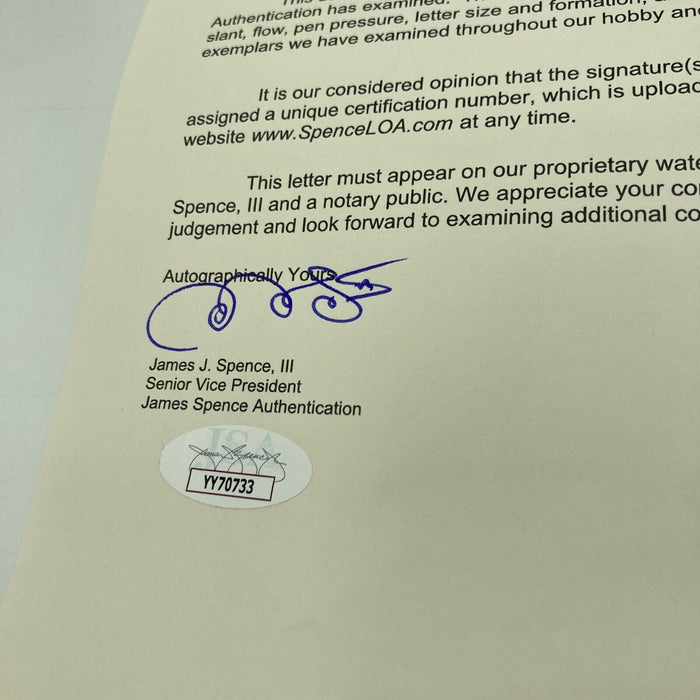 This
Authentication has examined.
slant, flow, pen pressure, letter size and formation,
exemplars we have examined throughout our hobby and
It is our considered opinion that the signature(s
assigned a unique certification number, which is uploa
website www.SpenceLOA.com at any time.
This letter must appear on our proprietary wate
Spence, III and a notary public. We appreciate your co
judgement and look forward to examining additional co
Autographically Yours,
James J. Spence, III
Senior Vice President
James Spence Authentication
JSA
YY70733